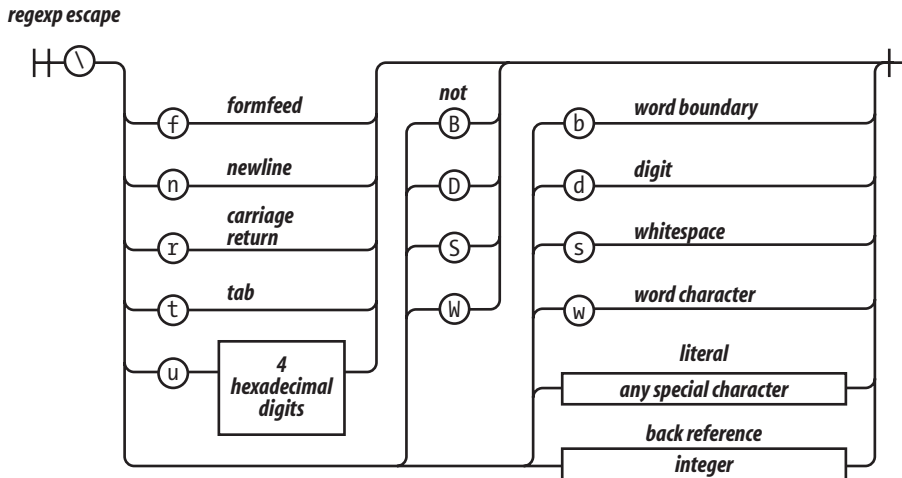 regexp escape
\
not
f formfeed B b word boundary
n newline D d digit
r carriage return S s whitespace
t tab W w word character
u 4 hexadecimal digits
literal
any special character
back reference
integer